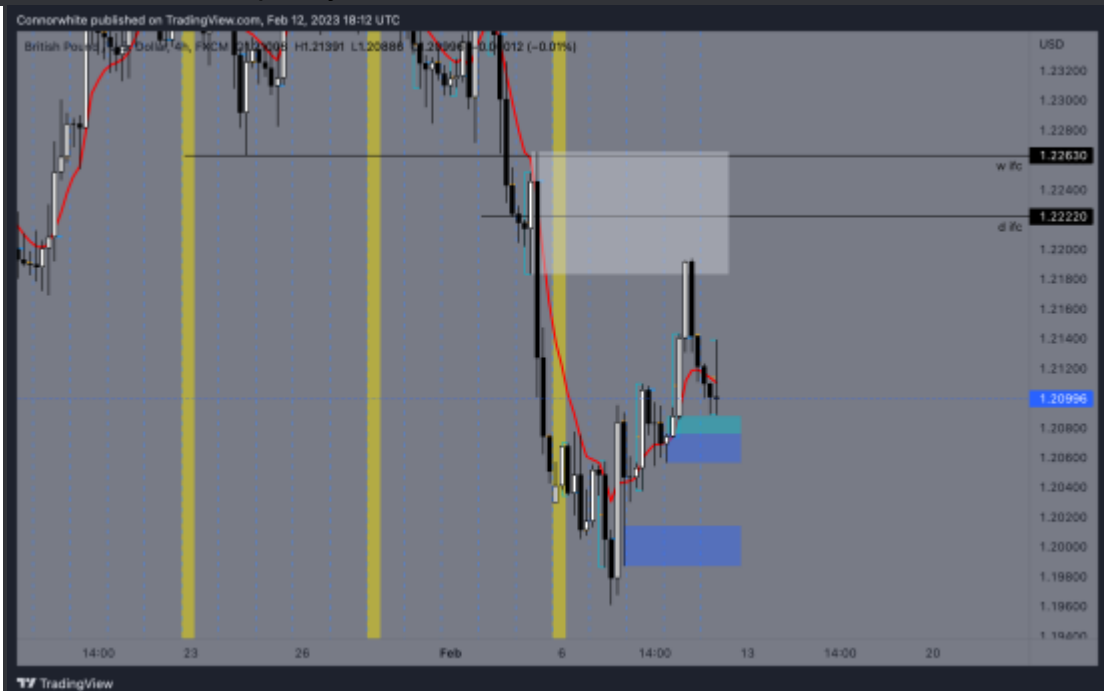 Connorwhite published on TradingView.com, Feb 12, 2023 18:12 UTC
British Pound Dollar, 4h, FXCM H1.21391 L1.20886 -0.00012 (-0.01%)
USD
1.23200
1.23000
1.22800
1.22630
w ifc
1.22400
1.22220
d ifc
1.22000
1.21800
1.21600
1.21400
1.21200
1.20996
1.20800
1.20600
1.20400
1.20200
1.20000
1.19800
1.19600
1.19400
14:00 23 26 Feb 6 14:00 13 14:00 20
TradingView